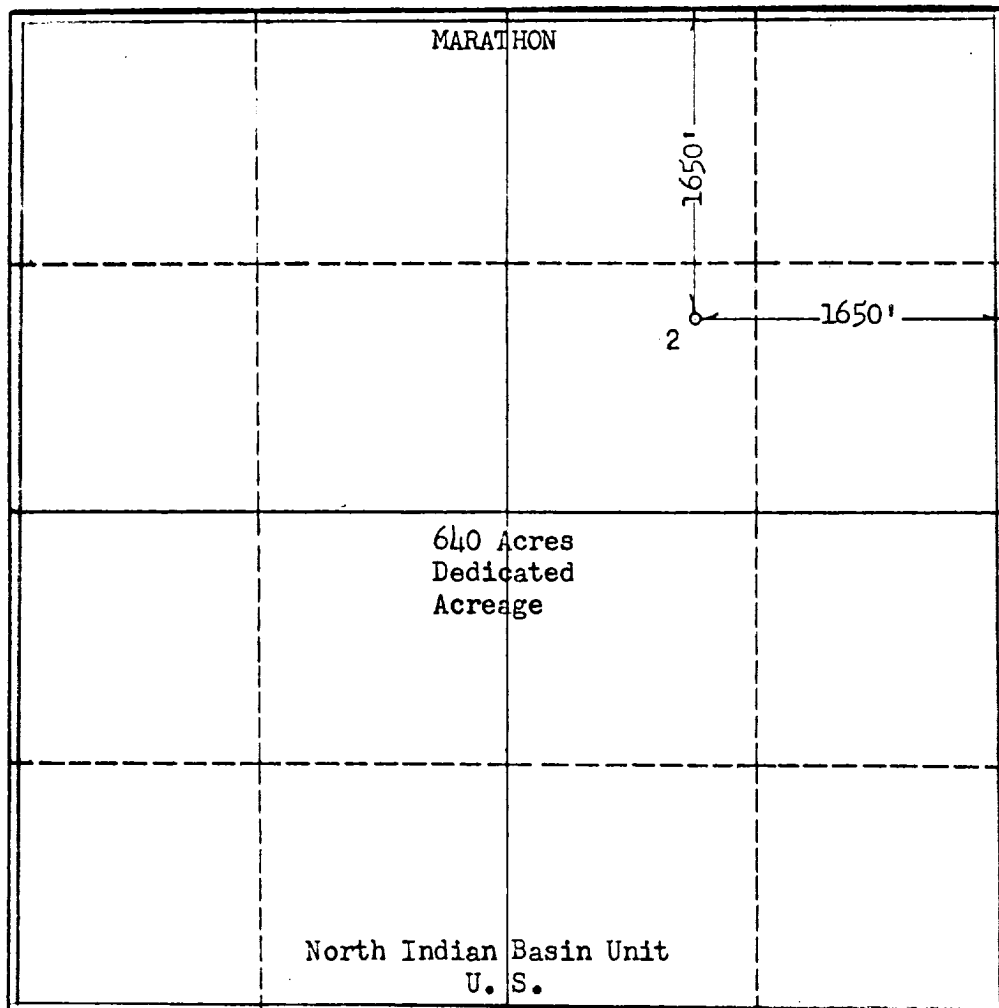 MARATHON
1650'
1650'
2
640 Acres
Dedicated
Acreage
North Indian Basin Unit
U. S.